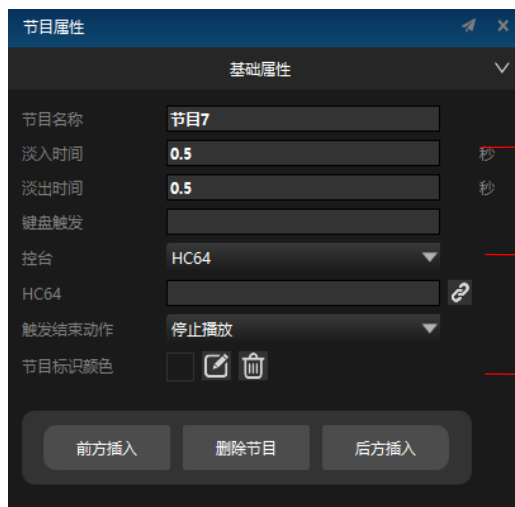 节目属性
基础属性
节目名称 节目7
淡入时间 0.5 秒
淡出时间 0.5 秒
键盘触发
控台 HC64
HC64
触发结束动作 停止播放
节目标识颜色
前方插入 删除节目 后方插入